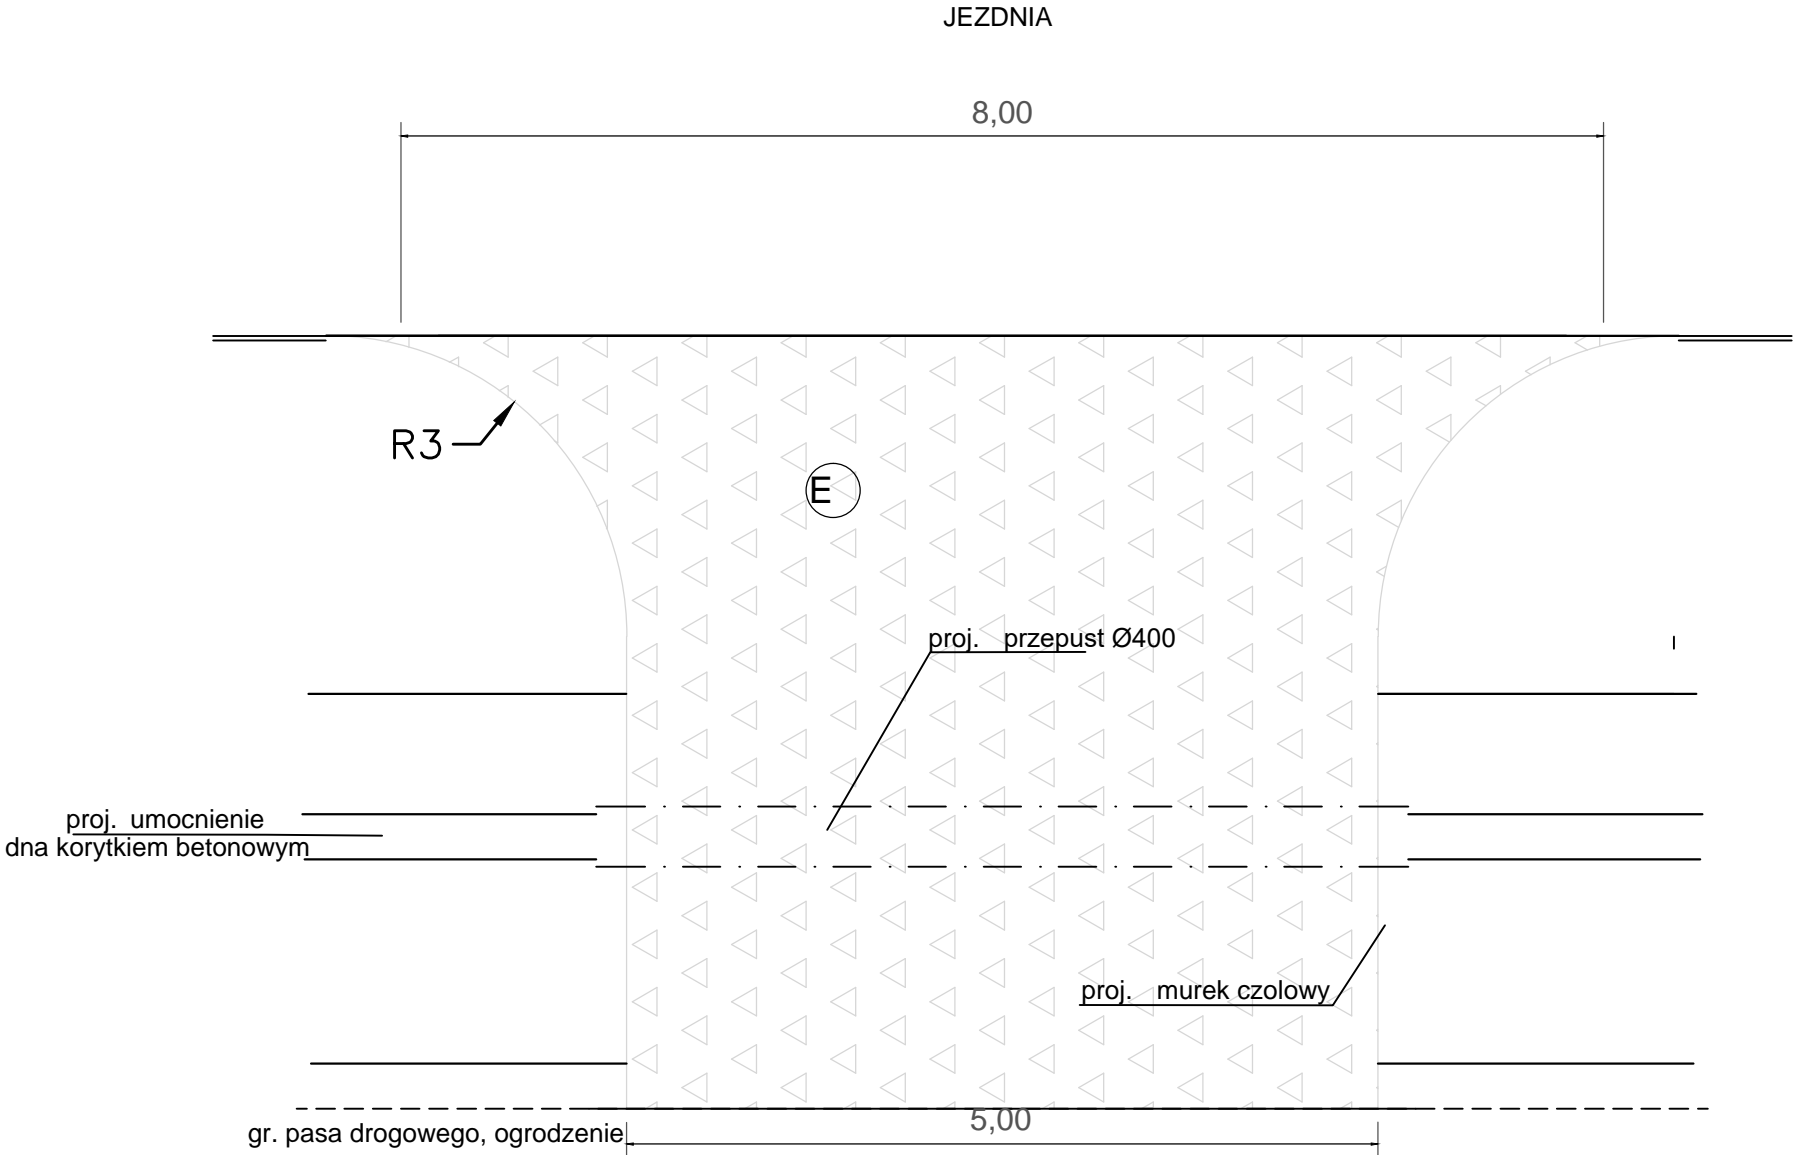 JEZDNIA
8,00
R3
E
proj. przepust Ø400
proj. umocnienie
dna korytkiem betonowym
proj. murek czolowy
5,00
gr. pasa drogowego, ogrodzenie